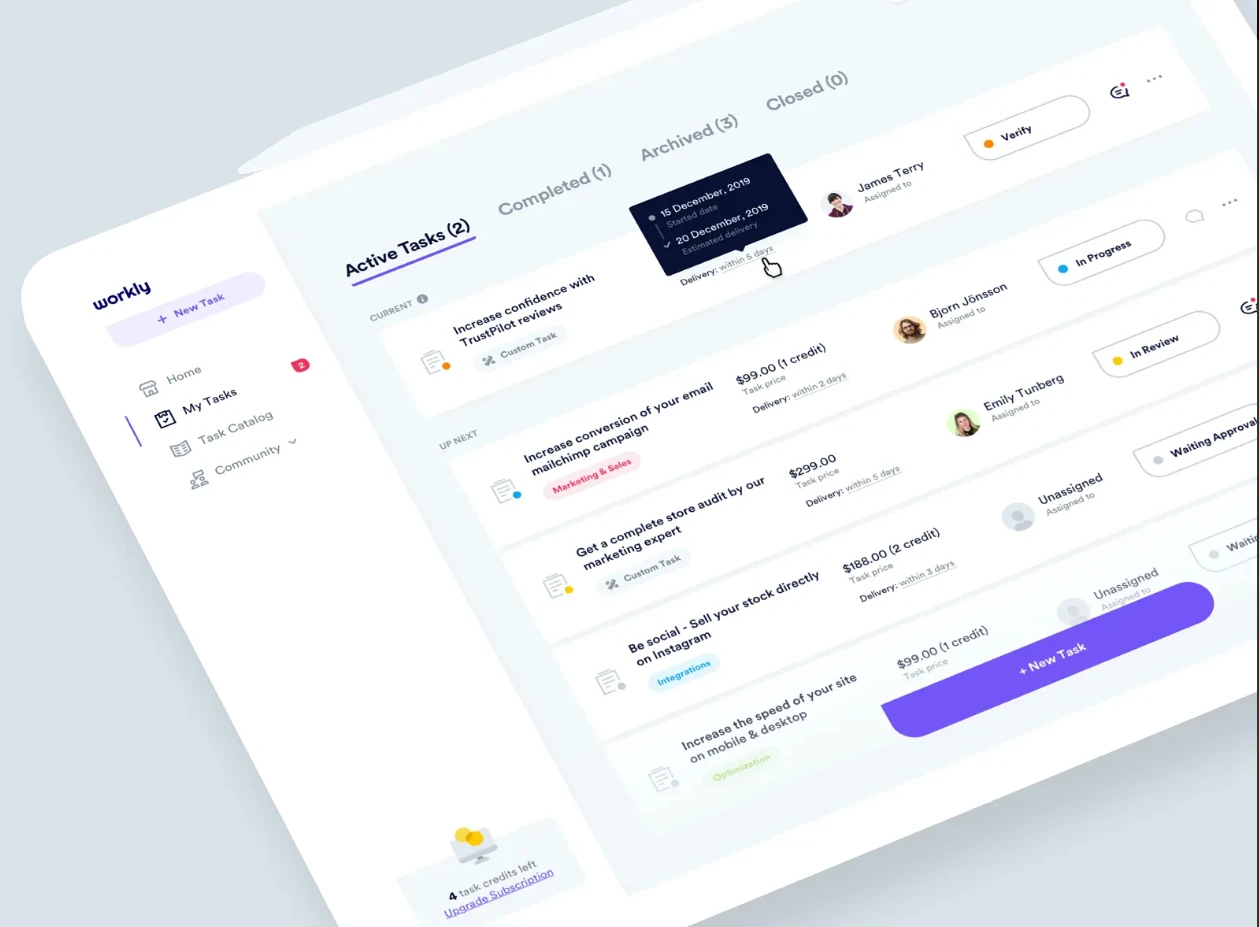 workly
+ New Task
Home
My Tasks
2
Task Catalog
Community
4 task credits left
Upgrade Subscription
Active Tasks (2)
Completed (1)
Archived (3)
Closed (0)
CURRENT
Increase confidence with
TrustPilot reviews
Custom Task
15 December, 2019
Started date
20 December, 2019
Estimated delivery
Delivery: within 5 days
James Terry
Assigned to
Verify
UP NEXT
Increase conversion of your email
mailchimp campaign
Marketing & Sales
$99.00 (1 credit)
Task price
Delivery: within 2 days
Bjorn Jönsson
Assigned to
In Progress
Get a complete store audit by our
marketing expert
Custom Task
$299.00
Task price
Delivery: within 5 days
Emily Tunberg
Assigned to
In Review
Be social - Sell your stock directly
on Instagram
Integrations
$188.00 (2 credit)
Task price
Delivery: within 3 days
Unassigned
Assigned to
Waiting Approval
Increase the speed of your site
on mobile & desktop
Optimization
$99.00 (1 credit)
Task price
Unassigned
Assigned to
+ New Task